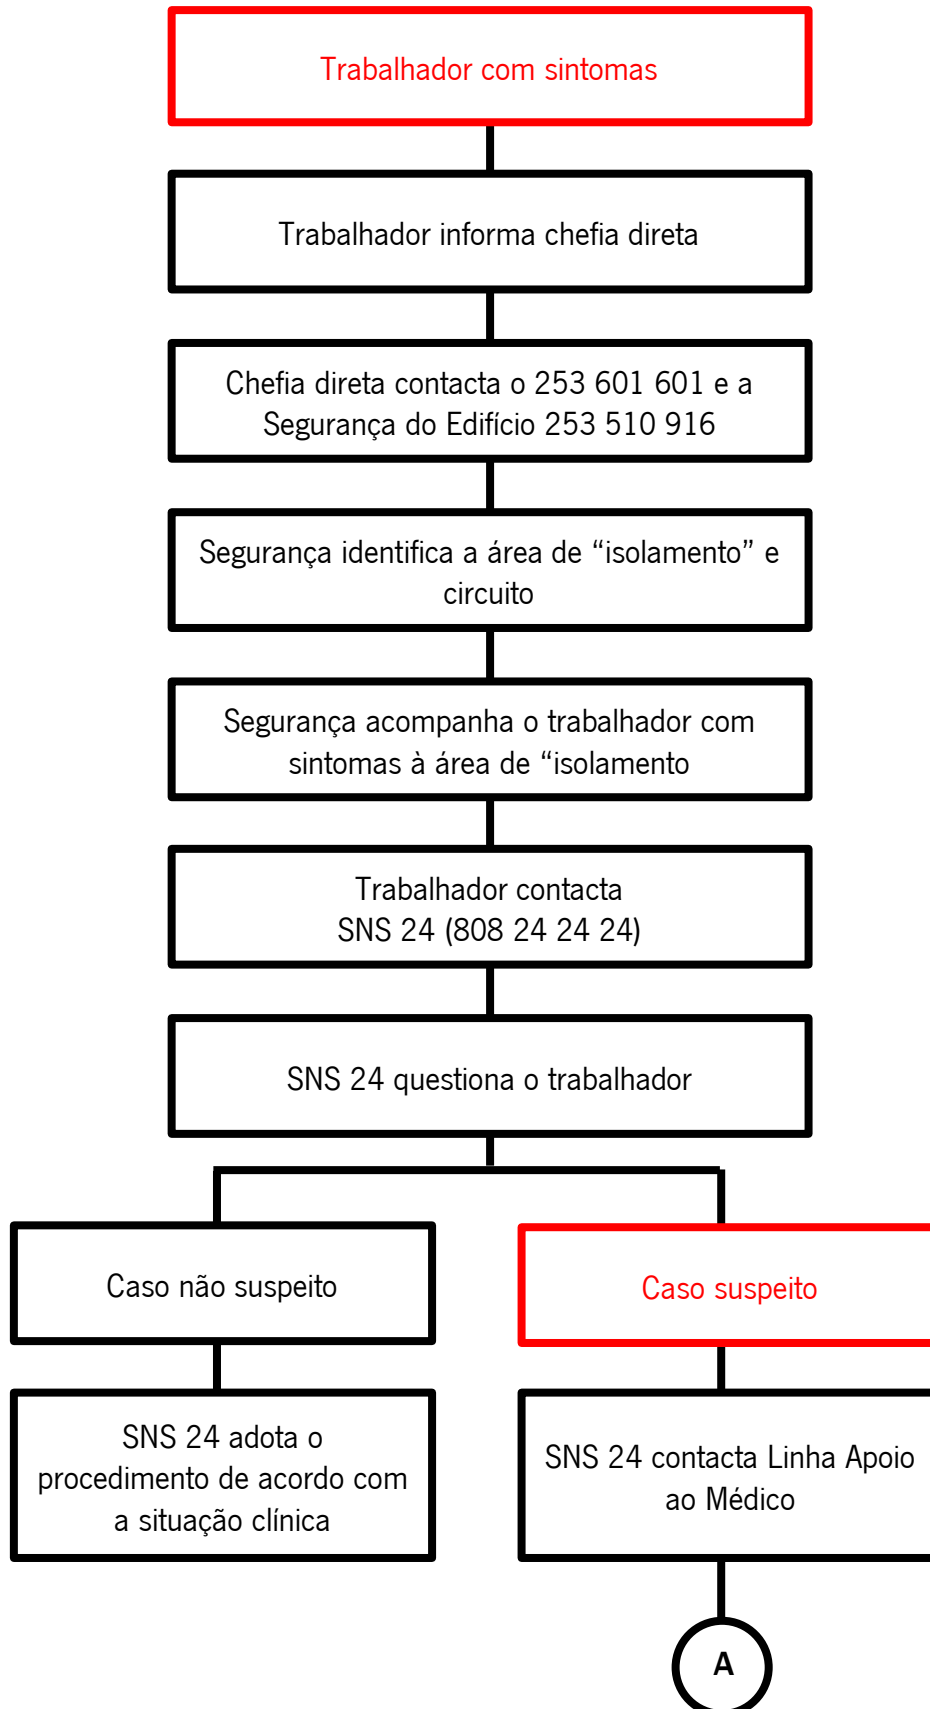 Trabalhador com sintomas
Trabalhador informa chefia direta
Chefia direta contacta o 253 601 601 e a
Segurança do Edifício 253 510 916
Segurança identifica a área de “isolamento” e
circuito
Segurança acompanha o trabalhador com
sintomas à área de “isolamento
Trabalhador contacta
SNS 24 (808 24 24 24)
SNS 24 questiona o trabalhador
Caso não suspeito
Caso suspeito
SNS 24 adota o
procedimento de acordo com
a situação clínica
SNS 24 contacta Linha Apoio
ao Médico
A